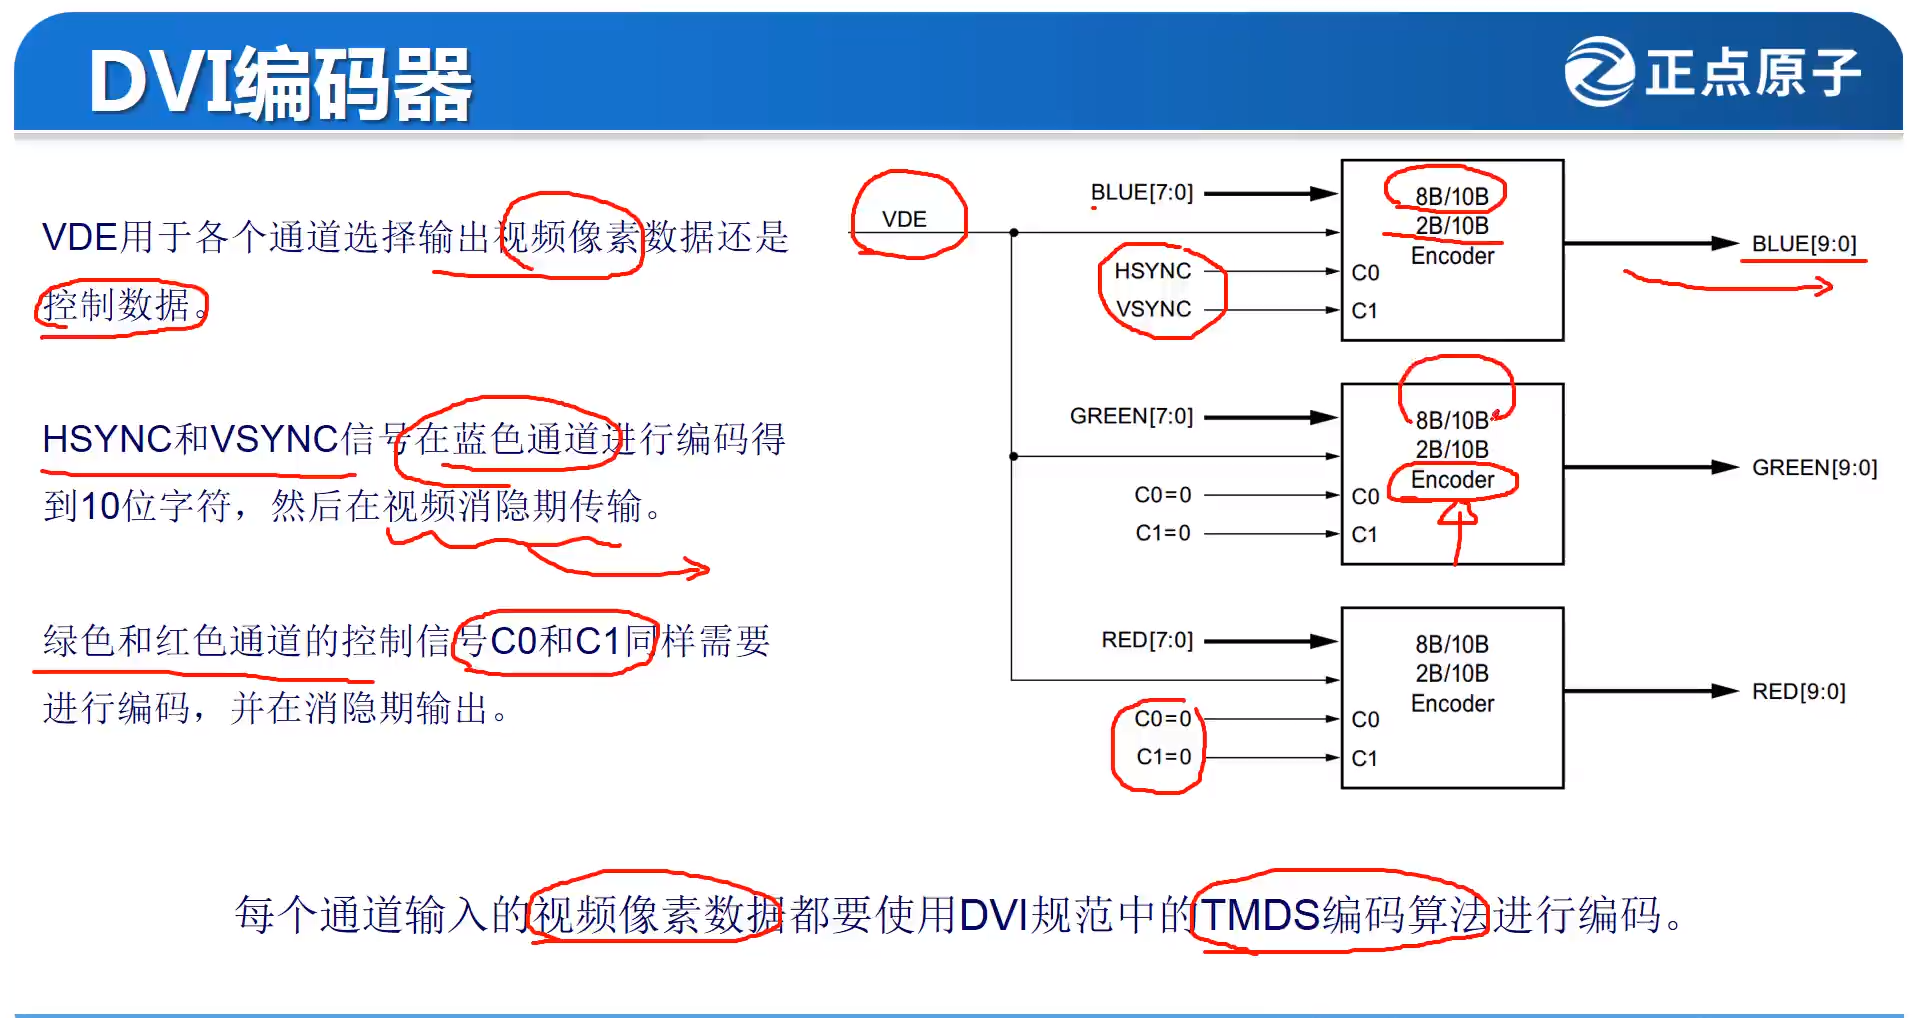 DVI编码器
正点原子
VDE用于各个通道选择输出视频像素数据还是
控制数据。
HSYNC和VSYNC信号在蓝色通道进行编码得
到10位字符，然后在视频消隐期传输。
绿色和红色通道的控制信号C0和C1同样需要
进行编码，并在消隐期输出。
VDE
BLUE[7:0]
HSYNC
VSYNC
8B/10B
2B/10B
Encoder
C0
C1
BLUE[9:0]
GREEN[7:0]
C0=0
C1=0
8B/10B
2B/10B
Encoder
C0
C1
GREEN[9:0]
RED[7:0]
C0=0
C1=0
8B/10B
2B/10B
Encoder
C0
C1
RED[9:0]
每个通道输入的视频像素数据都要使用DVI规范中的TMDS编码算法进行编码。